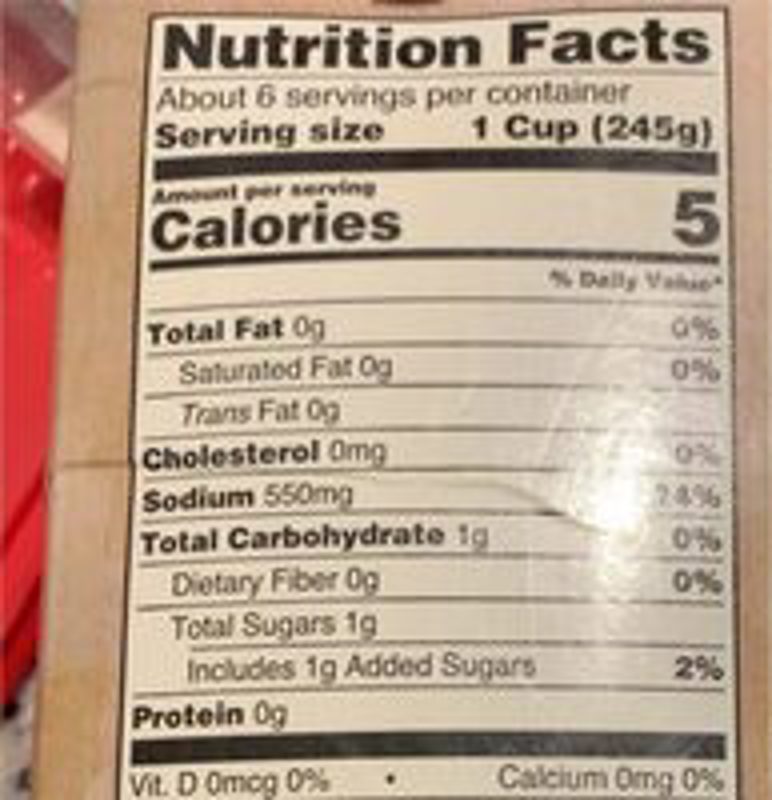 Nutrition Facts
About 6 servings per container
Serving size 1 Cup (245g)
Amount per serving
Calories 5
% Daily Value*
Total Fat 0g 0%
Saturated Fat 0g 0%
Trans Fat 0g
Cholesterol 0mg 0%
Sodium 550mg
Total Carbohydrate 1g 0%
Dietary Fiber 0g 0%
Total Sugars 1g
Includes 1g Added Sugars 2%
Protein 0g
Vit. D 0mcg 0% • Calcium 0mg 0%